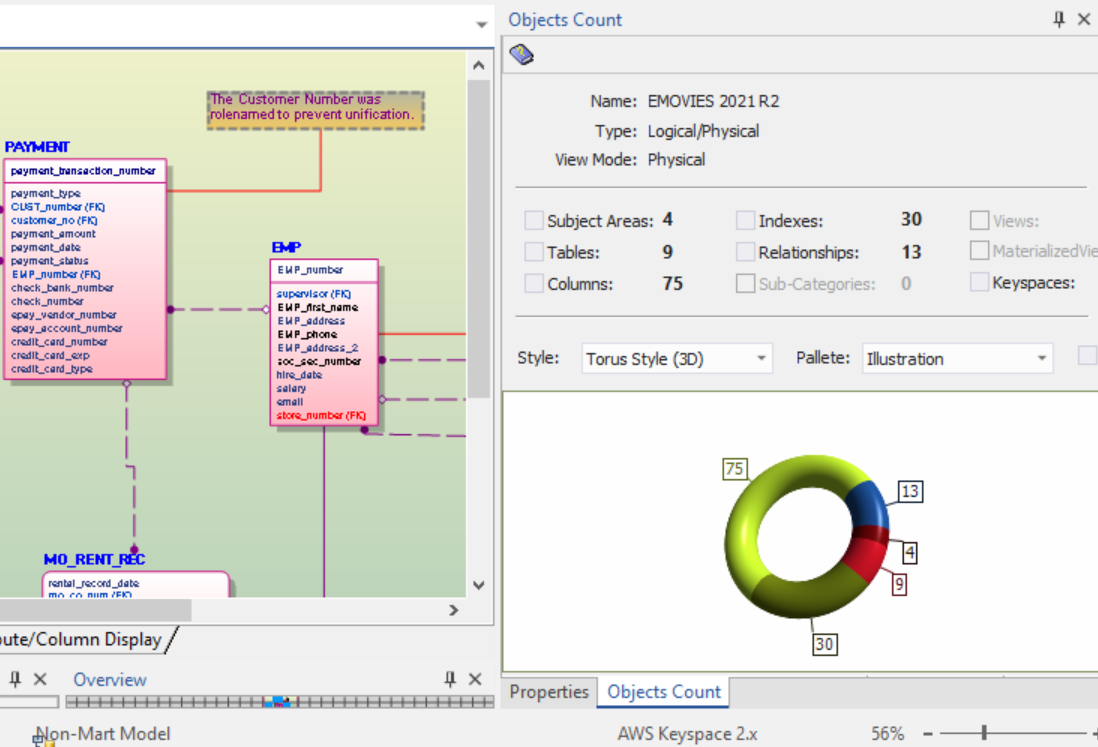 Objects Count
The Customer Number was
rolenamed to prevent unification.
PAYMENT
payment_transaction_number
payment_type
CUST_number (FK)
customer_no (FK)
payment_amount
payment_date
payment_status
EMP_number (FK)
check_bank_number
check_number
epay_vendor_number
epay_account_number
credit_card_number
credit_card_exp
credit_card_type
EMP
EMP_number
supervisor (FK)
EMP_first_name
EMP_address
EMP_phone
EMP_address_2
soc_sec_number
hire_date
salary
email
store_number (FK)
MO_RENT_REC
rental_record_date
mo_co_num (FK)
Name: EMOVIES 2021 R2
Type: Logical/Physical
View Mode: Physical
Subject Areas: 4 Indexes: 30 Views:
Tables: 9 Relationships: 13 MaterializedVie
Columns: 75 Sub-Categories: 0 Keyspaces:
Style: Torus Style (3D) Pallete: Illustration
75
13
4
9
30
ute/Column Display
Overview
Properties Objects Count
Non-Mart Model AWS Keyspace 2.x 56%